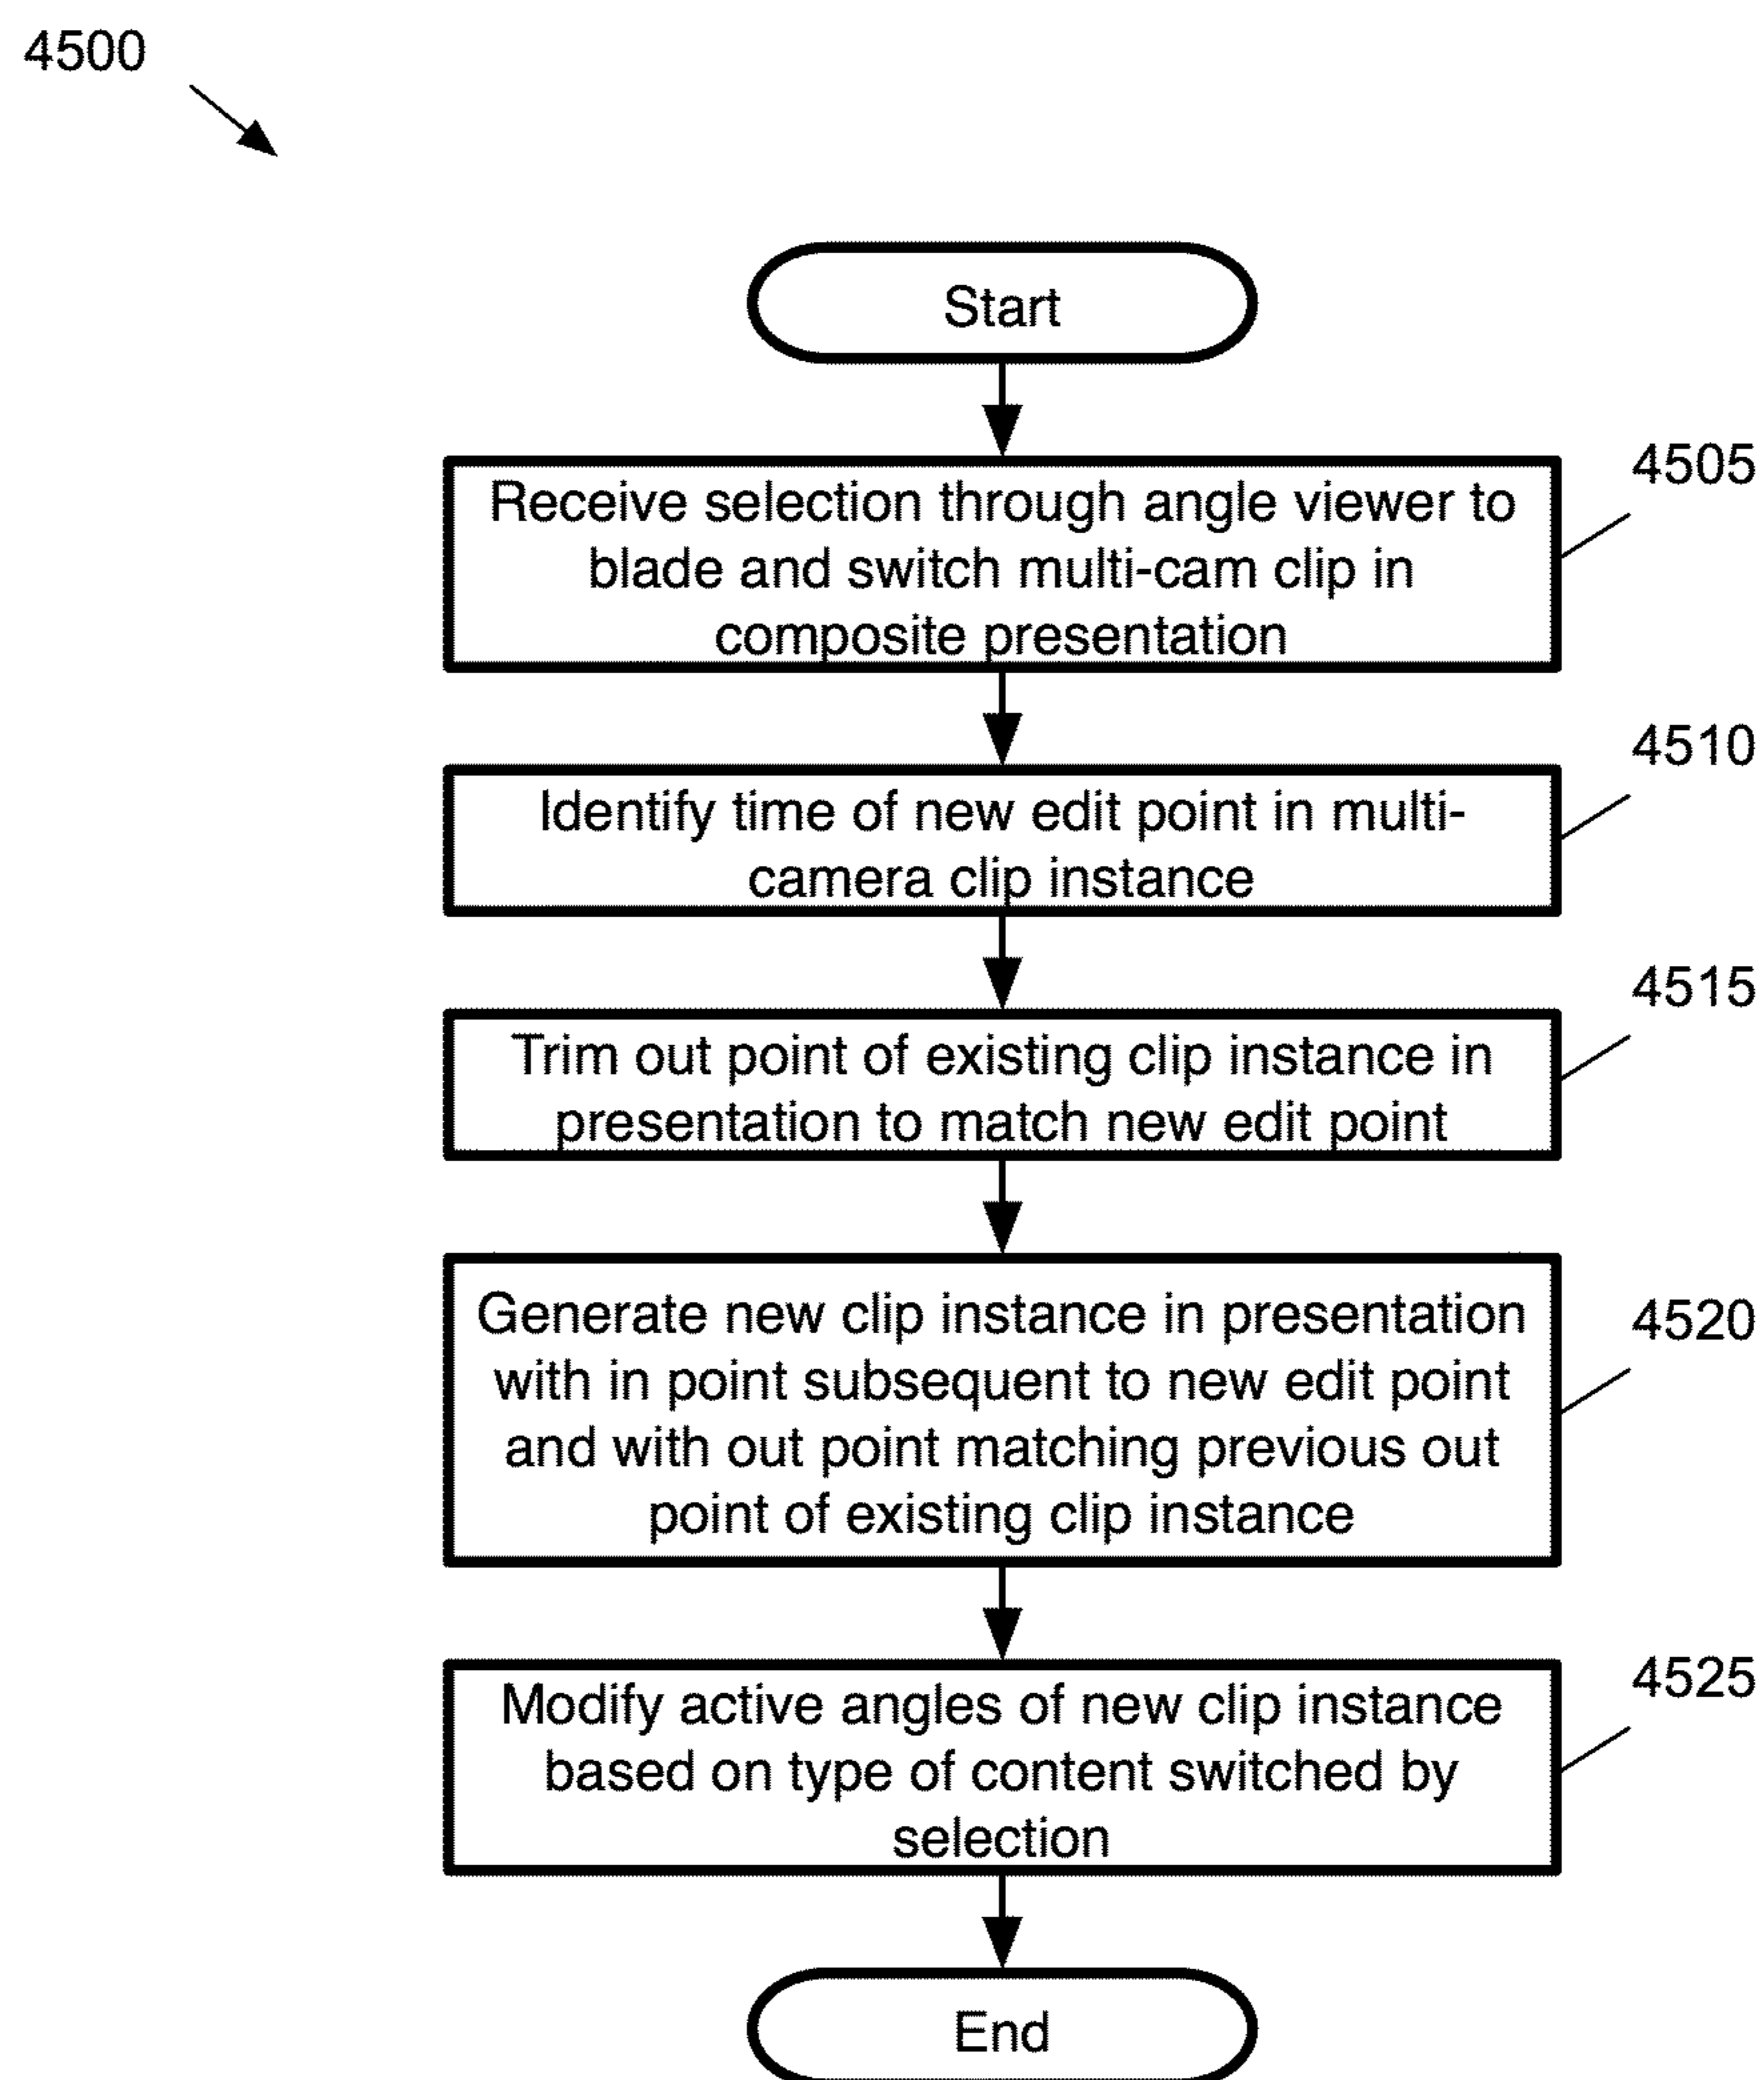 4500
Start
4505
Receive selection through angle viewer to
blade and switch multi-cam clip in
composite presentation
4510
Identify time of new edit point in multi-
camera clip instance
4515
Trim out point of existing clip instance in
presentation to match new edit point
4520
Generate new clip instance in presentation
with in point subsequent to new edit point
and with out point matching previous out
point of existing clip instance
4525
Modify active angles of new clip instance
based on type of content switched by
selection
End